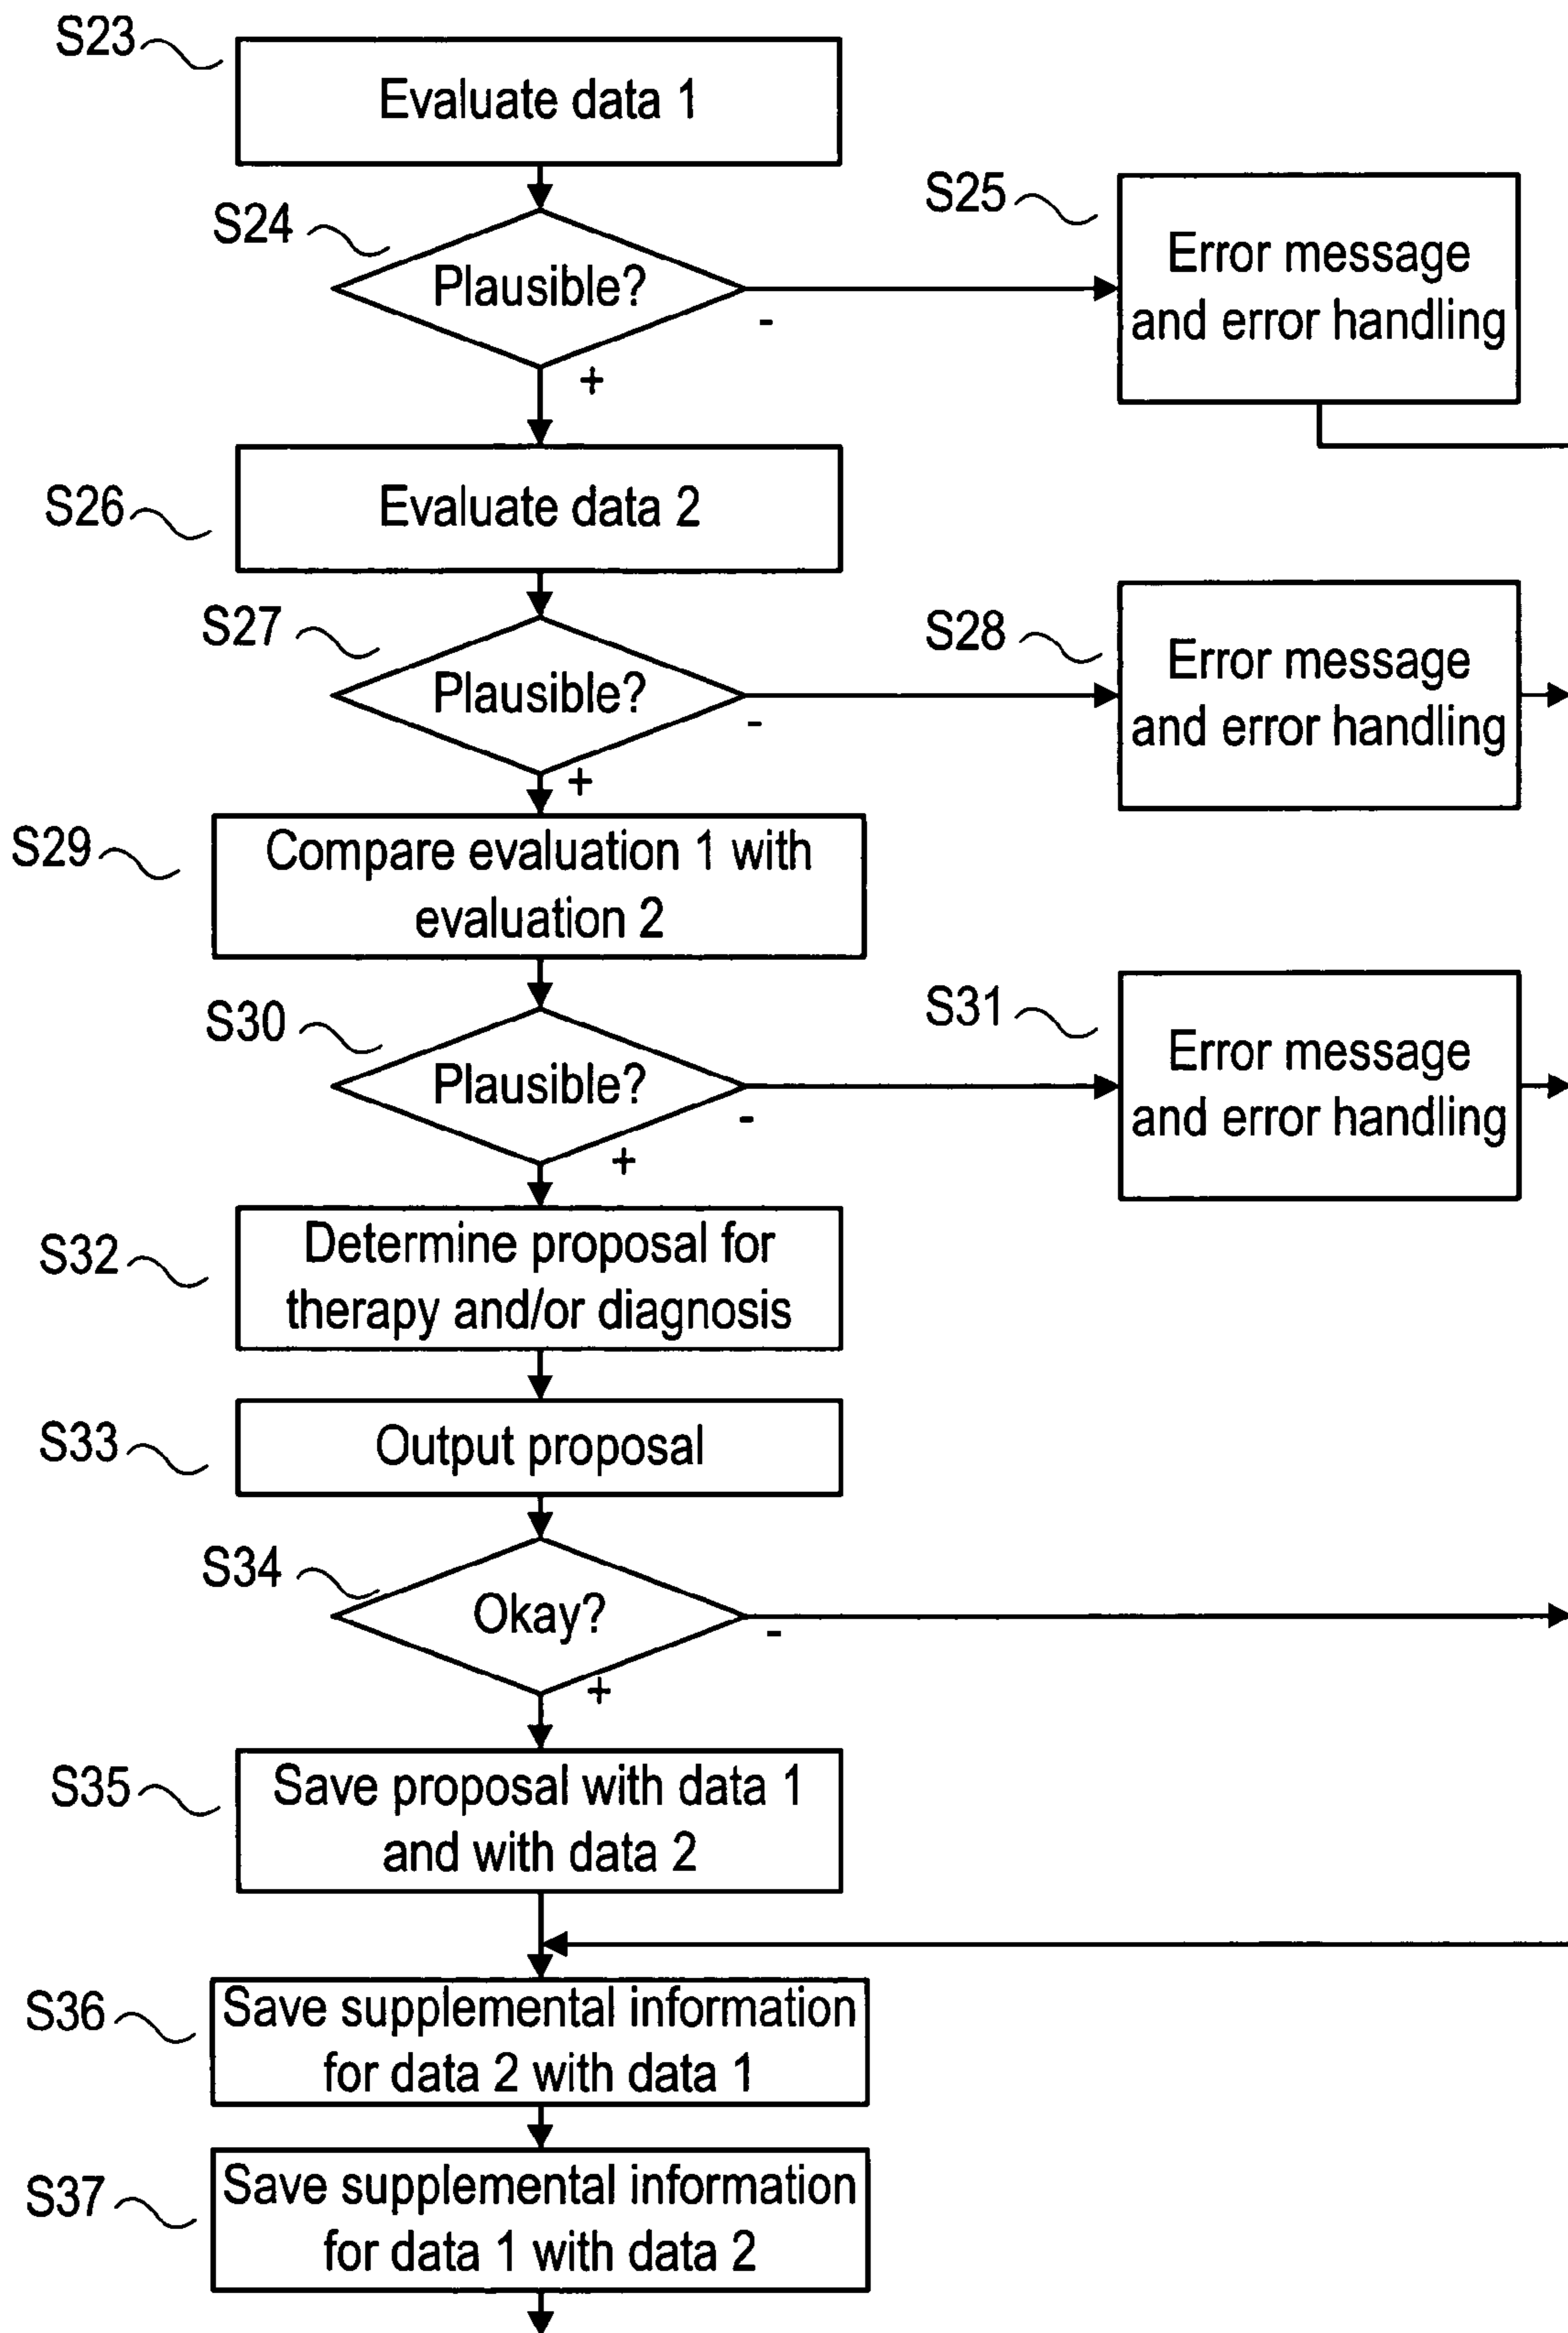 S23
Evaluate data 1
S24
Plausible?
-
+
S25
Error message
and error handling
S26
Evaluate data 2
S27
Plausible?
-
+
S28
Error message
and error handling
S29
Compare evaluation 1 with
evaluation 2
S30
Plausible?
-
+
S31
Error message
and error handling
S32
Determine proposal for
therapy and/or diagnosis
S33
Output proposal
S34
Okay?
-
+
S35
Save proposal with data 1
and with data 2
S36
Save supplemental information
for data 2 with data 1
S37
Save supplemental information
for data 1 with data 2